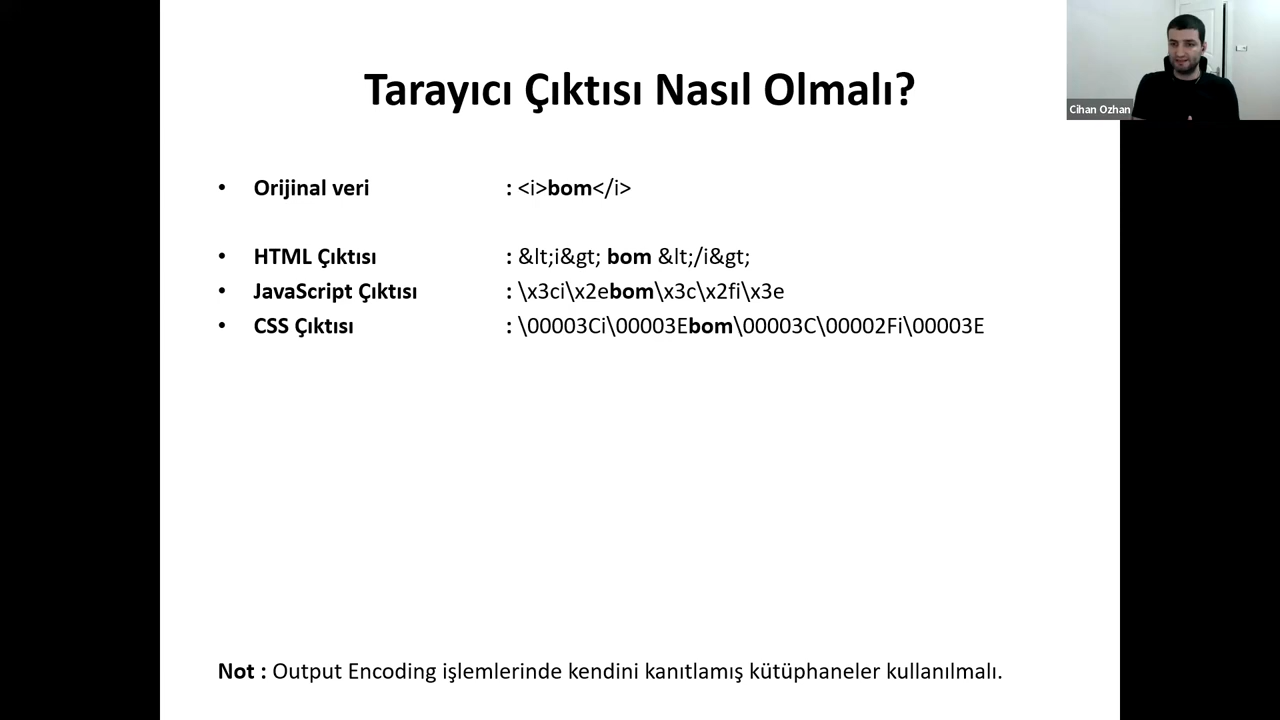 Tarayıcı Çıktısı Nasıl Olmalı?
Cihan Ozhan
• Orijinal veri : <i>bom</i>
• HTML Çıktısı : &lt;i&gt; bom &lt;/i&gt;
• JavaScript Çıktısı : \x3ci\x2ebom\x3c\x2fi\x3e
• CSS Çıktısı : \00003Ci\00003Ebom\00003C\00002Fi\00003E
Not : Output Encoding işlemlerinde kendini kanıtlamış kütüphaneler kullanılmalı.